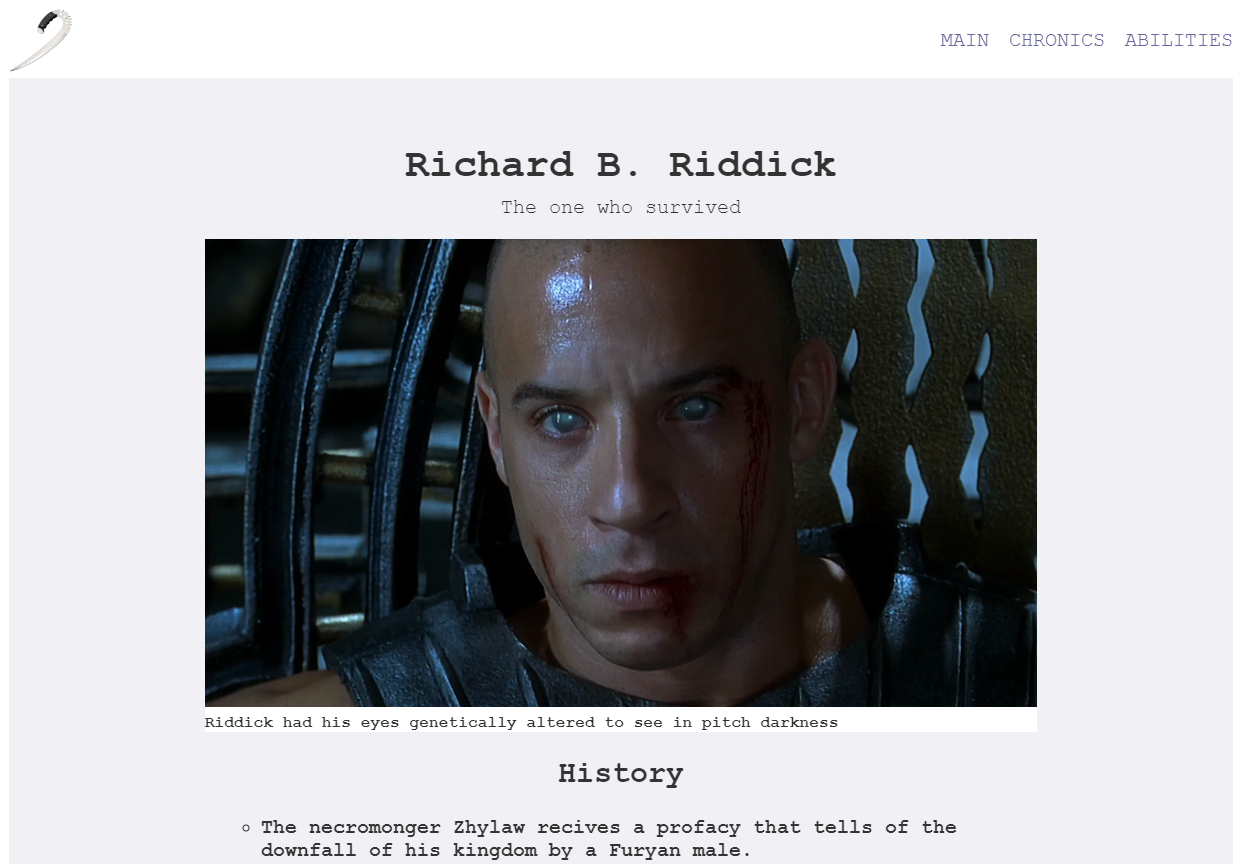 MAIN CHRONICS ABILITIES
Richard B. Riddick
The one who survived
Riddick had his eyes genetically altered to see in pitch darkness
History
The necromonger Zhylaw recives a profacy that tells of the
downfall of his kingdom by a Furyan male.